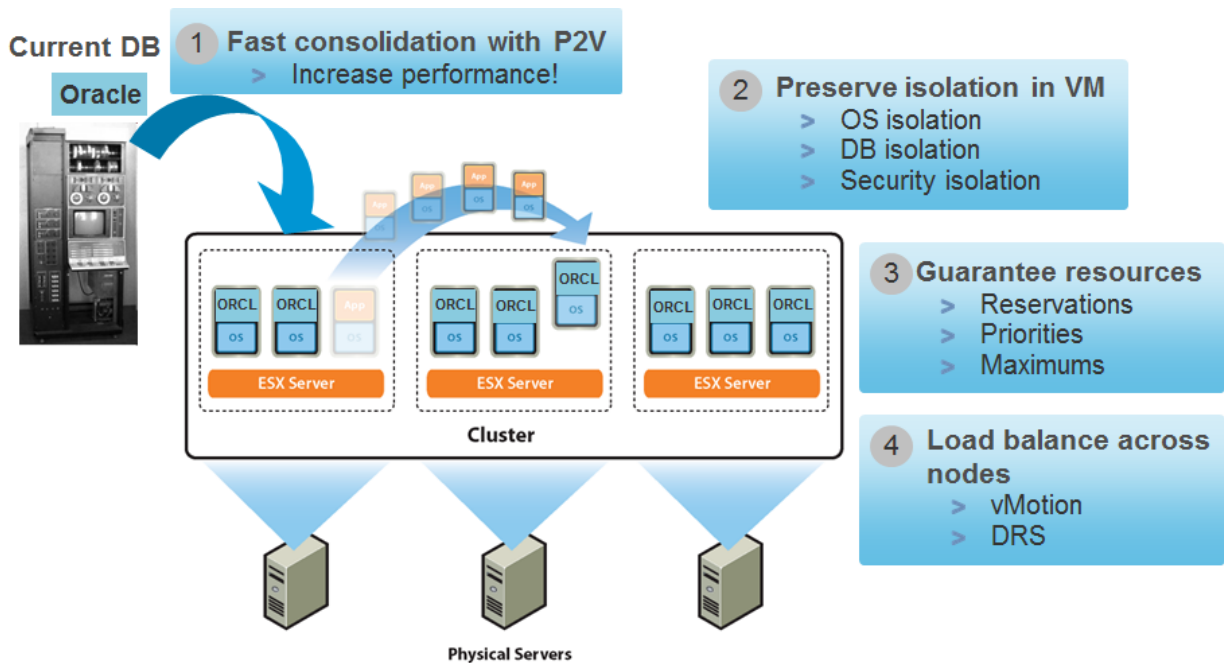 Current DB
Oracle
1 Fast consolidation with P2V
> Increase performance!
2 Preserve isolation in VM
> OS isolation
> DB isolation
> Security isolation
App
OS
App
OS
App
OS
App
OS
ORCL
OS
ORCL
OS
App
OS
ESX Server
ORCL
OS
ORCL
OS
ORCL
OS
ESX Server
ORCL
OS
ORCL
OS
ORCL
OS
ESX Server
Cluster
3 Guarantee resources
> Reservations
> Priorities
> Maximums
4 Load balance across
nodes
> vMotion
> DRS
Physical Servers